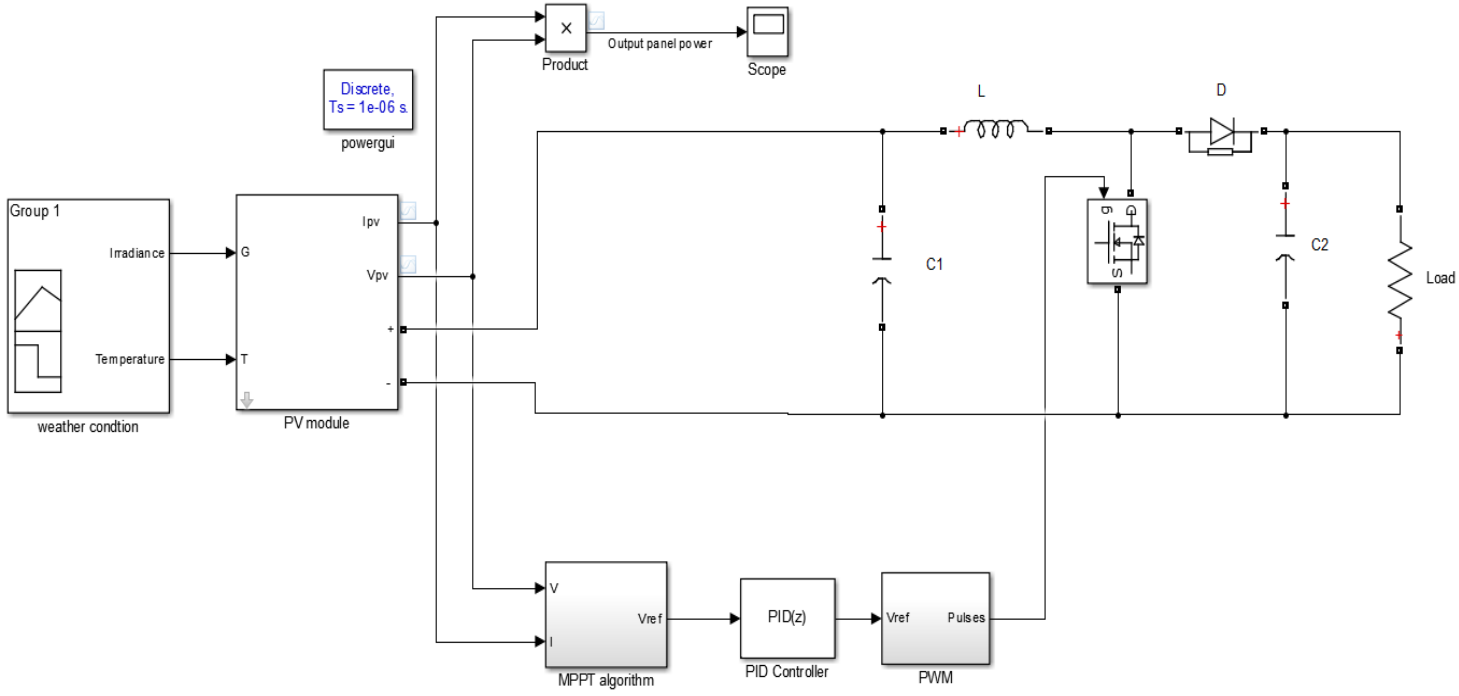 Product
Output panel power
Scope
Discrete,
Ts = 1e-06 s.
powergui
L
D
Group 1
Irradiance
Temperature
weather condtion
G
T
Ipv
Vpv
+
-
PV module
C1
g
D
S
C2
Load
V
I
Vref
MPPT algorithm
PID(z)
PID Controller
Vref
Pulses
PWM